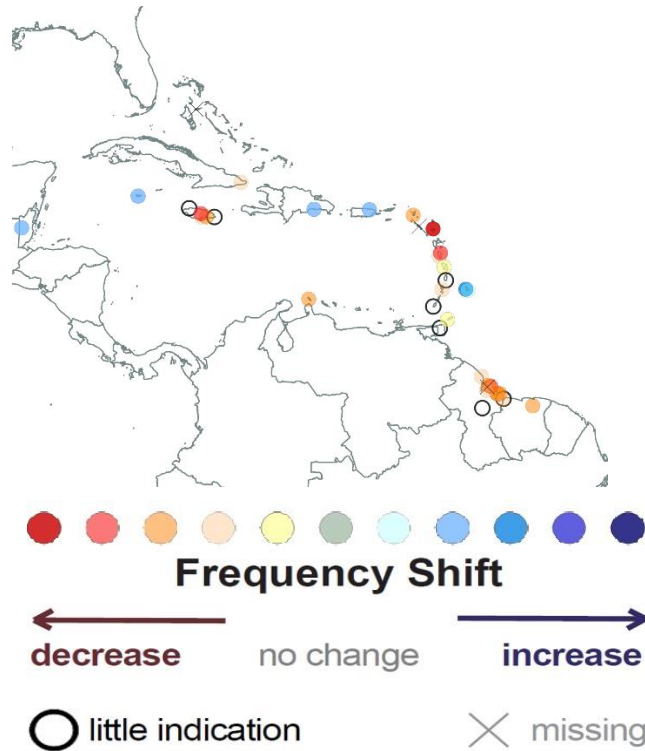 Frequency Shift
decrease no change increase
little indication missing